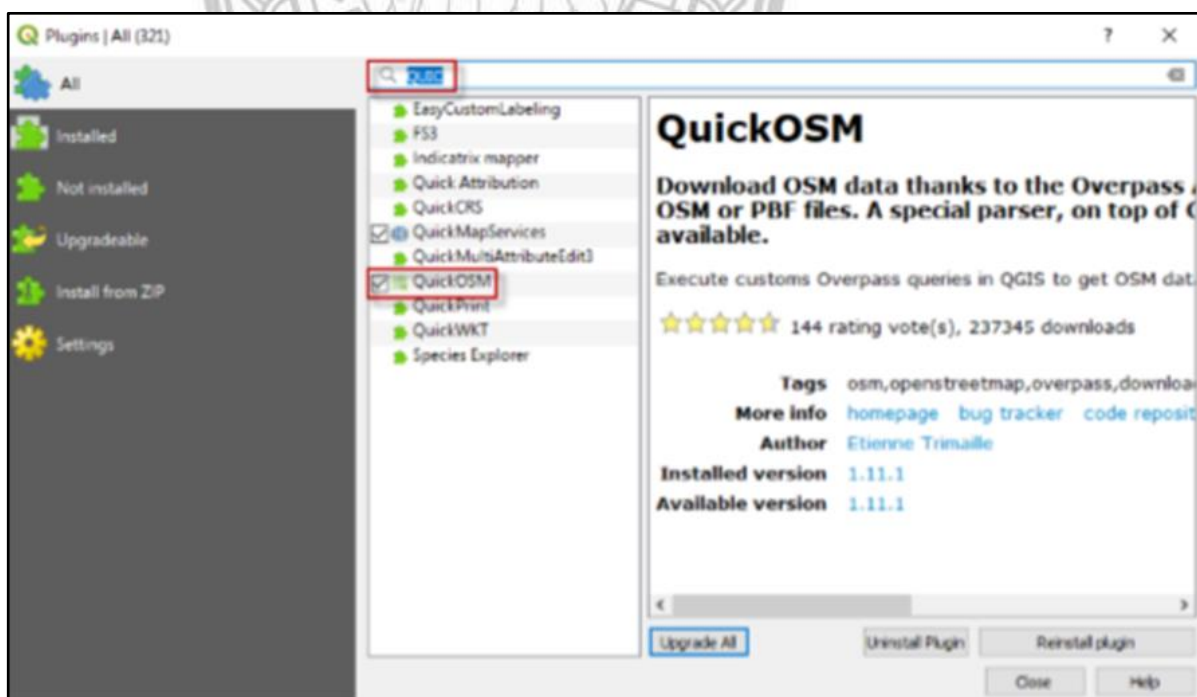 Plugins | All (321)
? ×
All
Installed
Not installed
Upgradeable
Install from ZIP
Settings
EasyCustomLabeling
FS3
Indicatrix mapper
Quick Attribution
QuickCRS
QuickMapServices
QuickMultiAttributeEdit3
QuickOSM
QuickPrint
QuickWKT
Species Explorer
QuickOSM
Download OSM data thanks to the Overpass
OSM or PBF files. A special parser, on top of
available.
Execute customs Overpass queries in QGIS to get OSM dat
144 rating vote(s), 237345 downloads
Tags osm,openstreetmap,overpass,downloa
More info homepage bug tracker code reposit
Author Etienne Trimaille
Installed version 1.11.1
Available version 1.11.1
Upgrade All Uninstall Plugin Reinstall plugin
Close Help